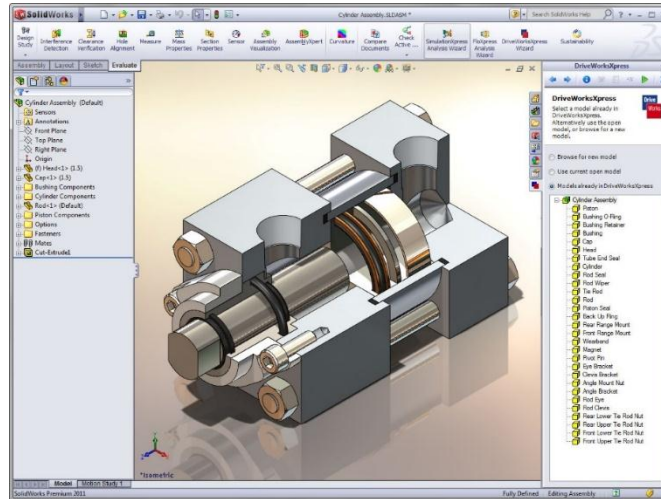 SolidWorks
Cylinder Assembly.SLDASM *
Search SolidWorks Help
Design Study
Interference Detection
Clearance Verification
Hole Alignment
Measure
Mass Properties
Section Properties
Sensor
Assembly Visualization
AssemblyXpert
Curvature
Compare Documents
Check Active ...
SimulationXpress Analysis Wizard
FloXpress Analysis Wizard
DriveWorksXpress Wizard
Sustainability
Assembly
Layout
Sketch
Evaluate
Cylinder Assembly (Default)
Sensors
Annotations
Front Plane
Top Plane
Right Plane
Origin
(f) Head<1> (1.5)
Cap<1> (1.5)
Bushing Components
Cylinder Components
Rod<1> (Default)
Piston Components
Options
Fasteners
Mates
Cut-Extrude1
*Isometric
DriveWorksXpress
DriveWorksXpress
Select a model already in
DriveWorksXpress.
Alternatively use the open
model, or browse for a new
model.
Browse for new model
Use current open model
Models already in DriveWorksXpress
Cylinder Assembly
Piston
Bushing O-Ring
Bushing Retainer
Bushing
Cap
Head
Tube End Seal
Cylinder
Rod Seal
Rod Wiper
Tie Rod
Rod
Piston Seal
Back Up Ring
Rear Flange Mount
Front Flange Mount
Wearband
Magnet
Pivot Pin
Eye Bracket
Clevis Bracket
Angle Mount Nut
Angle Bracket
Rod Eye
Rod Clevis
Rear Lower Tie Rod Nut
Rear Upper Tie Rod Nut
Front Lower Tie Rod Nut
Front Upper Tie Rod Nut
Model
Motion Study 1
SolidWorks Premium 2011
Fully Defined
Editing Assembly